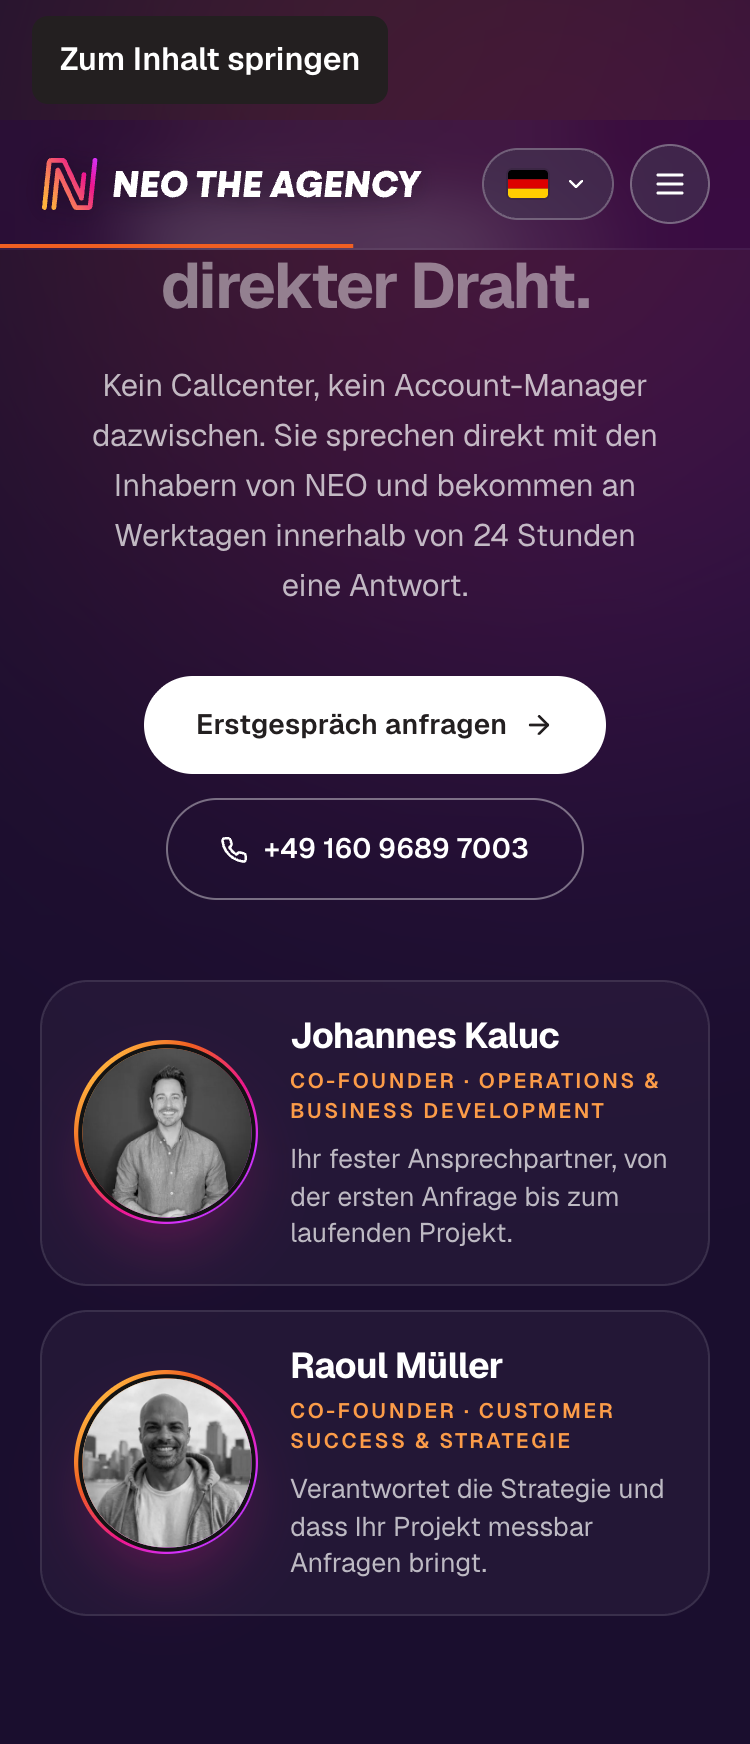 Zum Inhalt springen
NEO THE AGENCY
direkter Draht.
Kein Callcenter, kein Account-Manager
dazwischen. Sie sprechen direkt mit den
Inhabern von NEO und bekommen an
Werktagen innerhalb von 24 Stunden
eine Antwort.
Erstgespräch anfragen
+49 160 9689 7003
Johannes Kaluc
CO-FOUNDER · OPERATIONS &
BUSINESS DEVELOPMENT
Ihr fester Ansprechpartner, von
der ersten Anfrage bis zum
laufenden Projekt.
Raoul Müller
CO-FOUNDER · CUSTOMER
SUCCESS & STRATEGIE
Verantwortet die Strategie und
dass Ihr Projekt messbar
Anfragen bringt.